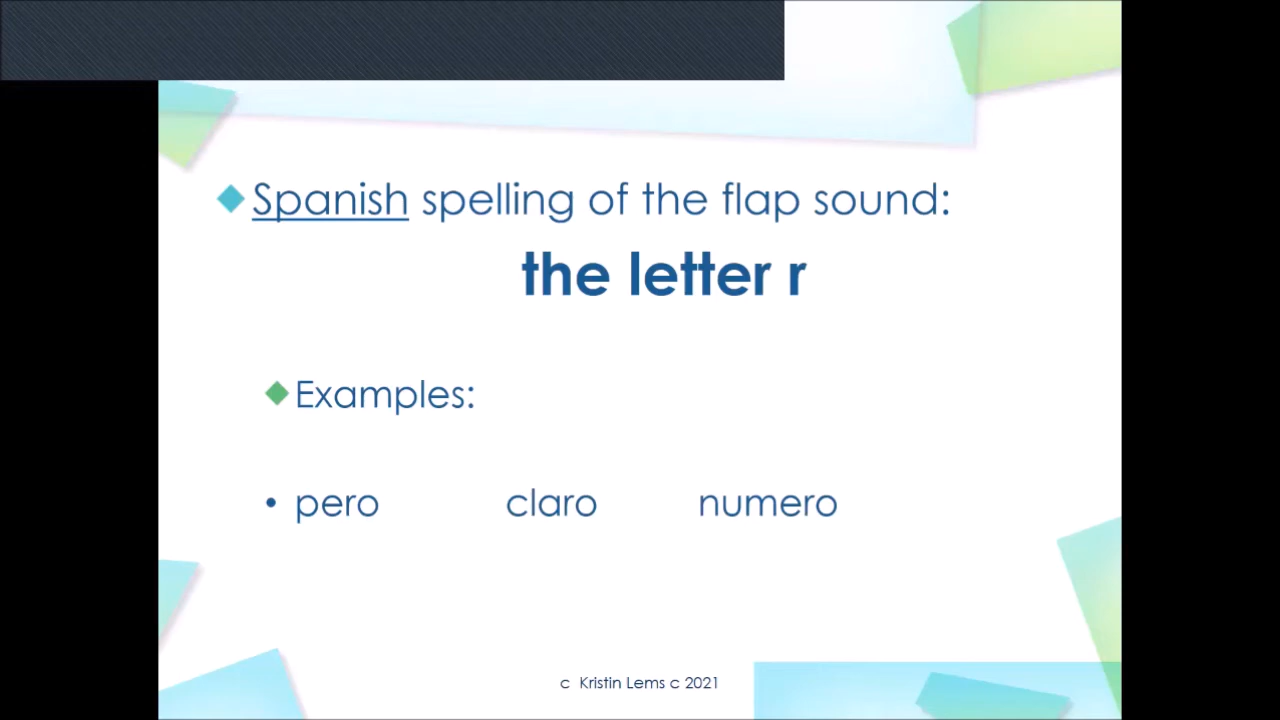 Spanish spelling of the flap sound:
the letter r
Examples:
• pero claro numero
c Kristin Lems c 2021